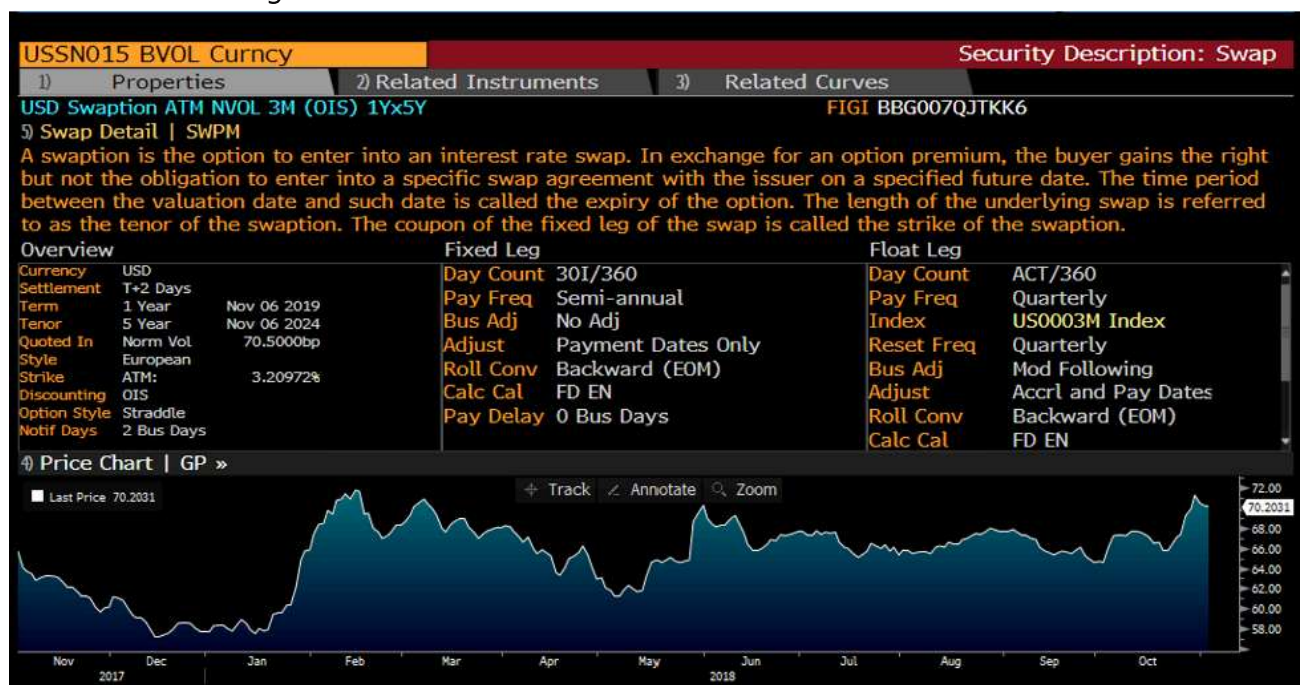 USSN015 BVOL Curncy Security Description: Swap
1) Properties 2) Related Instruments 3) Related Curves
USD Swaption ATM NVOL 3M (OIS) 1Yx5Y FIGI BBG007QJTKK6
5) Swap Detail | SWPM
A swaption is the option to enter into an interest rate swap. In exchange for an option premium, the buyer gains the right
but not the obligation to enter into a specific swap agreement with the issuer on a specified future date. The time period
between the valuation date and such date is called the expiry of the option. The length of the underlying swap is referred
to as the tenor of the swaption. The coupon of the fixed leg of the swap is called the strike of the swaption.
Overview
Currency USD
Settlement T+2 Days
Term 1 Year Nov 06 2019
Tenor 5 Year Nov 06 2024
Quoted In Norm Vol 70.5000bp
Style European
Strike ATM: 3.20972%
Discounting OIS
Option Style Straddle
Notif Days 2 Bus Days
Fixed Leg
Day Count 30I/360
Pay Freq Semi-annual
Bus Adj No Adj
Adjust Payment Dates Only
Roll Conv Backward (EOM)
Calc Cal FD EN
Pay Delay 0 Bus Days
Float Leg
Day Count ACT/360
Pay Freq Quarterly
Index US0003M Index
Reset Freq Quarterly
Bus Adj Mod Following
Adjust Accrl and Pay Dates
Roll Conv Backward (EOM)
Calc Cal FD EN
4) Price Chart | GP »
Last Price 70.2031
Track Annotate Zoom
72.00
70.2031
68.00
66.00
64.00
62.00
60.00
58.00
Nov Dec Jan Feb Mar Apr May Jun Jul Aug Sep Oct
2017 2018